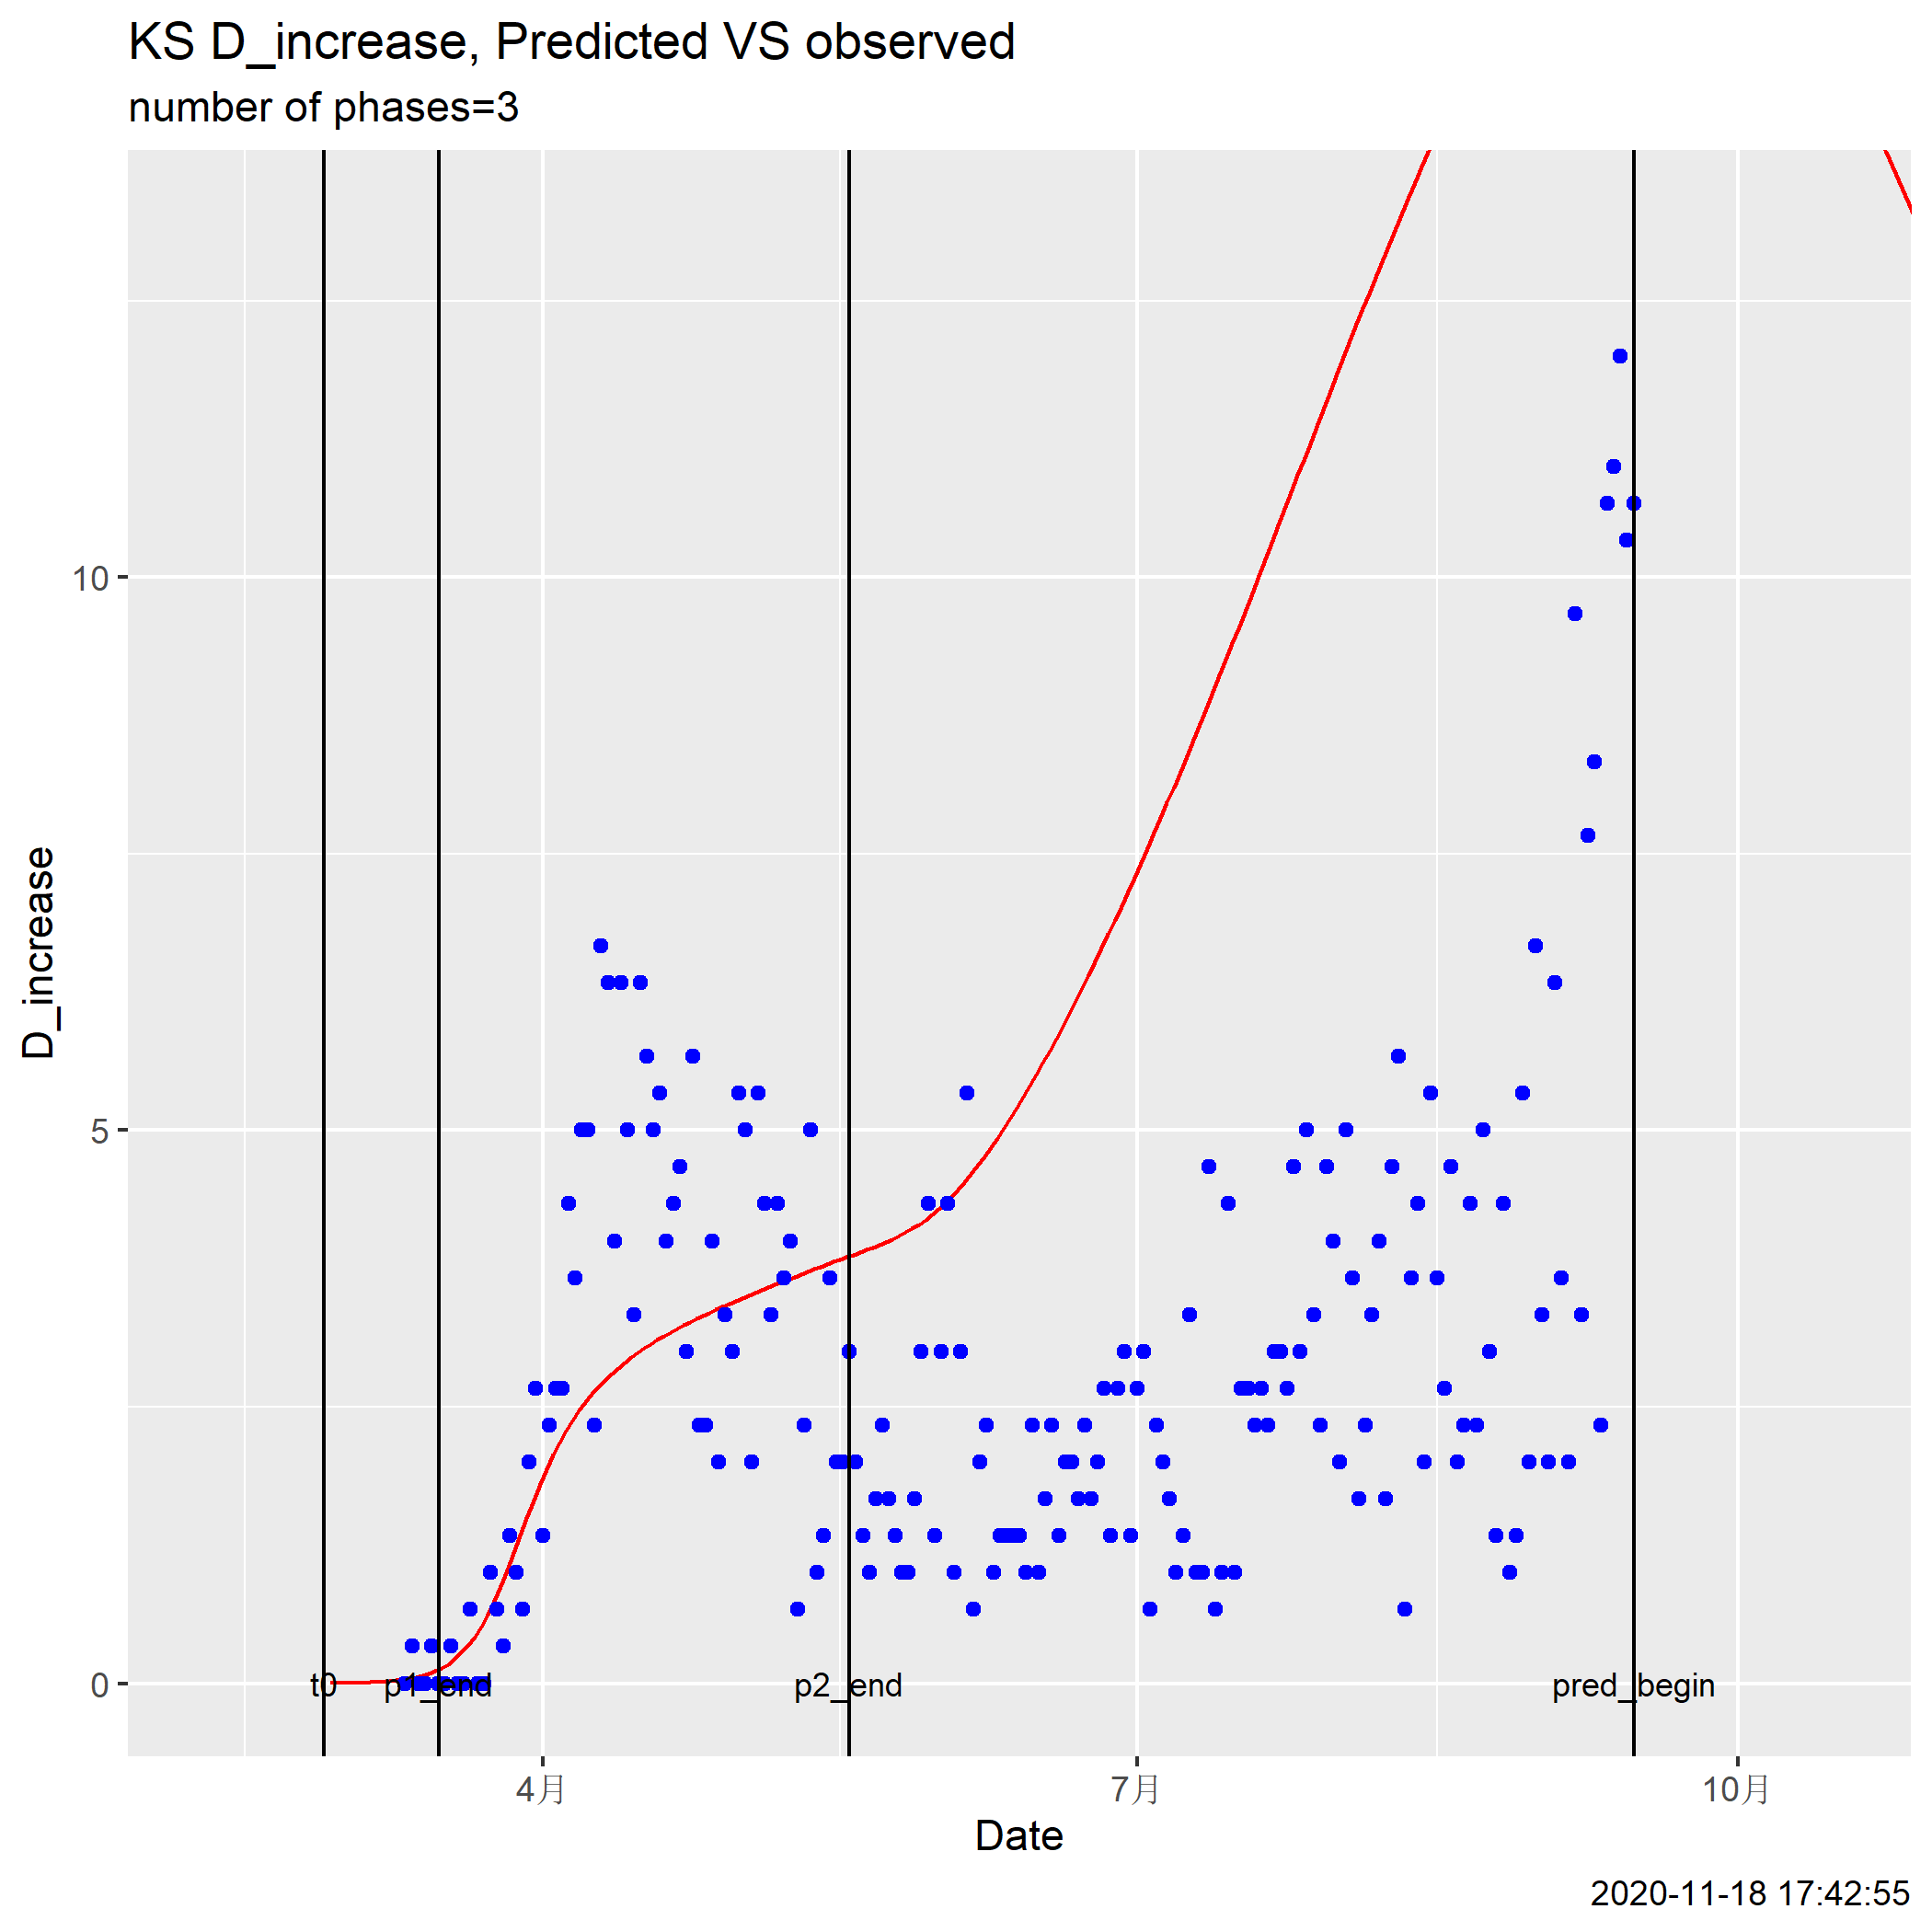 KS D_increase, Predicted VS observed
number of phases=3
D_increase
10
5
0
t0
p1_end
p2_end
pred_begin
4月
7月
10月
Date
2020-11-18 17:42:55